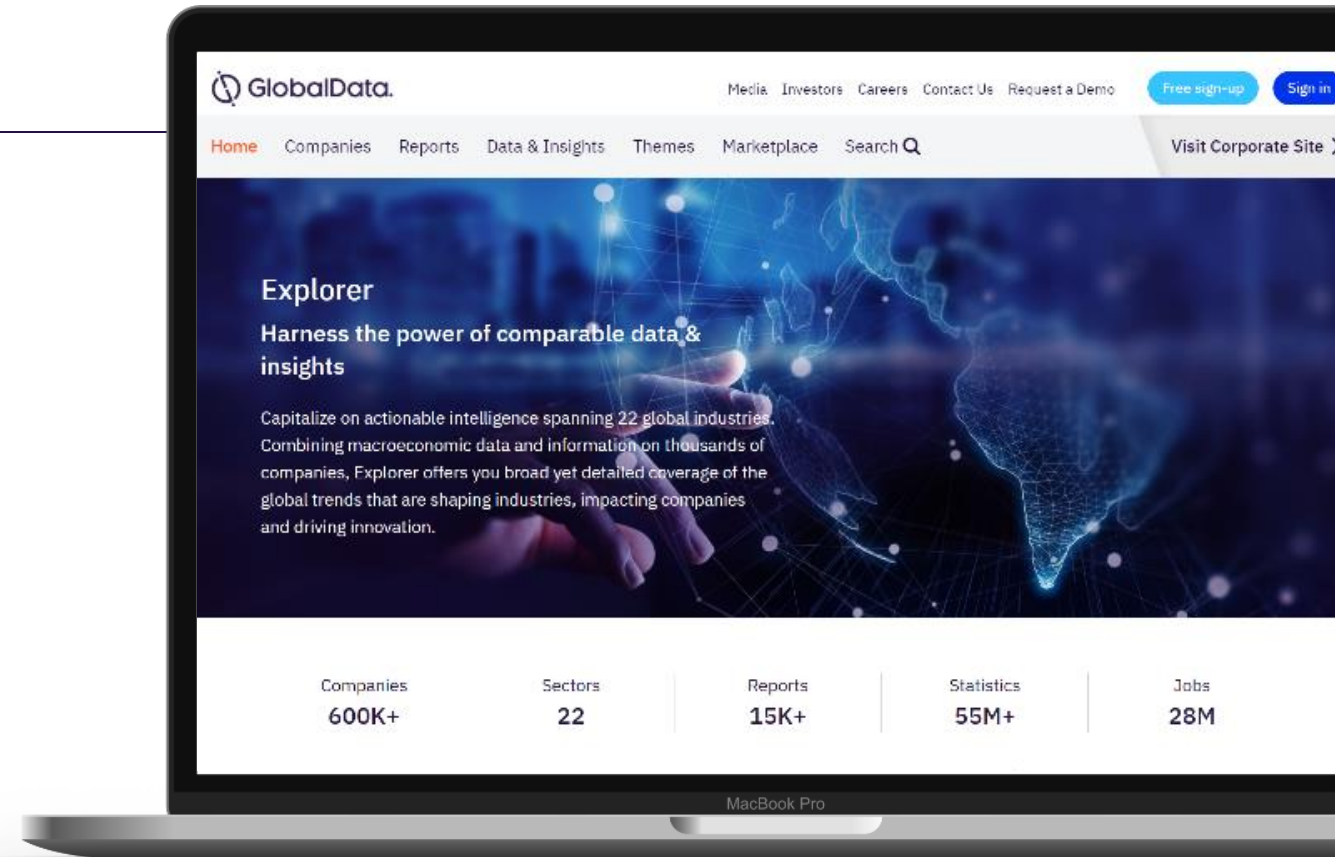 GlobalData.
Media Investors Careers Contact Us Request a Demo Free sign-up Sign in
Home Companies Reports Data & Insights Themes Marketplace Search Visit Corporate Site
Explorer
Harness the power of comparable data &
insights
Capitalize on actionable intelligence spanning 22 global industries.
Combining macroeconomic data and information on thousands of
companies, Explorer offers you broad yet detailed coverage of the
global trends that are shaping industries, impacting companies
and driving innovation.
Companies Sectors Reports Statistics Jobs
600K+ 22 15K+ 55M+ 28M
MacBook Pro